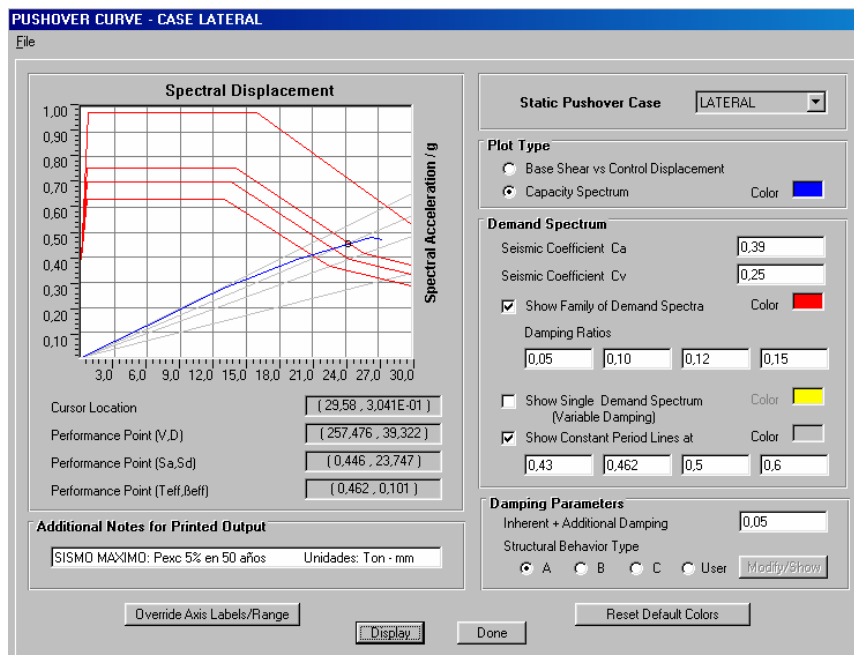 PUSHOVER CURVE - CASE LATERAL
File
Spectral Displacement
1,00
0,90
0,80
0,70
0,60
0,50
0,40
0,30
0,20
0,10
3,0 6,0 9,0 12,0 15,0 18,0 21,0 24,0 27,0 30,0
Spectral Acceleration / g
Cursor Location ( 29,58 , 3,041E-01 )
Performance Point (V,D) ( 257,476 , 39,322 )
Performance Point (Sa,Sd) ( 0,446 , 23,747 )
Performance Point (Teff,βeff) ( 0,462 , 0,101 )
Additional Notes for Printed Output
SISMO MAXIMO: Pexc 5% en 50 años Unidades: Ton - mm
Override Axis Labels/Range
Static Pushover Case LATERAL
Plot Type
Base Shear vs Control Displacement
Capacity Spectrum Color
Demand Spectrum
Seismic Coefficient Ca 0,39
Seismic Coefficient Cv 0,25
Show Family of Demand Spectra Color
Damping Ratios
0,05 0,10 0,12 0,15
Show Single Demand Spectrum Color
(Variable Damping)
Show Constant Period Lines at Color
0,43 0,462 0,5 0,6
Damping Parameters
Inherent + Additional Damping 0,05
Structural Behavior Type
A B C User Modify/Show
Reset Default Colors
Display Done